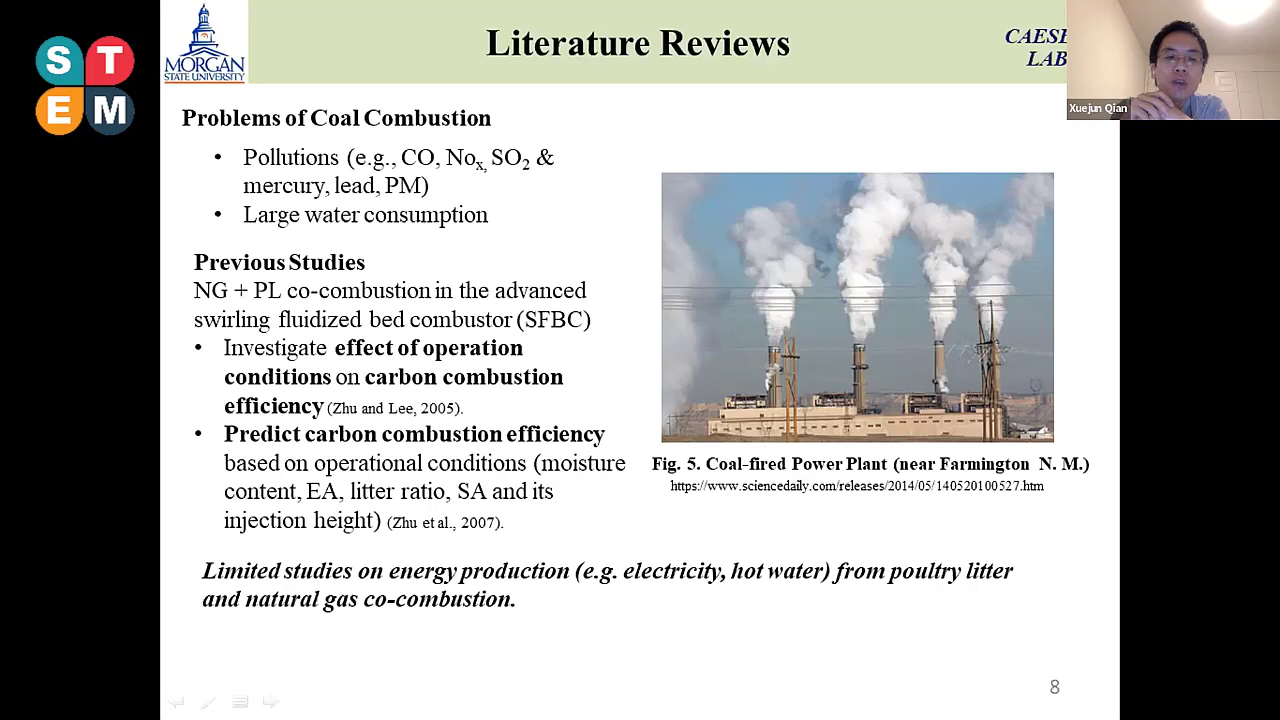 S T
E M
MORGAN
STATE UNIVERSITY
Literature Reviews
LAB
Xuejun Qian
Problems of Coal Combustion
• Pollutions (e.g., CO, Nox, SO2 &
mercury, lead, PM)
• Large water consumption
Previous Studies
NG + PL co-combustion in the advanced
swirling fluidized bed combustor (SFBC)
• Investigate effect of operation
conditions on carbon combustion
efficiency (Zhu and Lee, 2005).
• Predict carbon combustion efficiency
based on operational conditions (moisture
content, EA, litter ratio, SA and its
injection height) (Zhu et al., 2007).
Fig. 5. Coal-fired Power Plant (near Farmington N. M.)
https://www.sciencedaily.com/releases/2014/05/140520100527.htm
Limited studies on energy production (e.g. electricity, hot water) from poultry litter
and natural gas co-combustion.
8